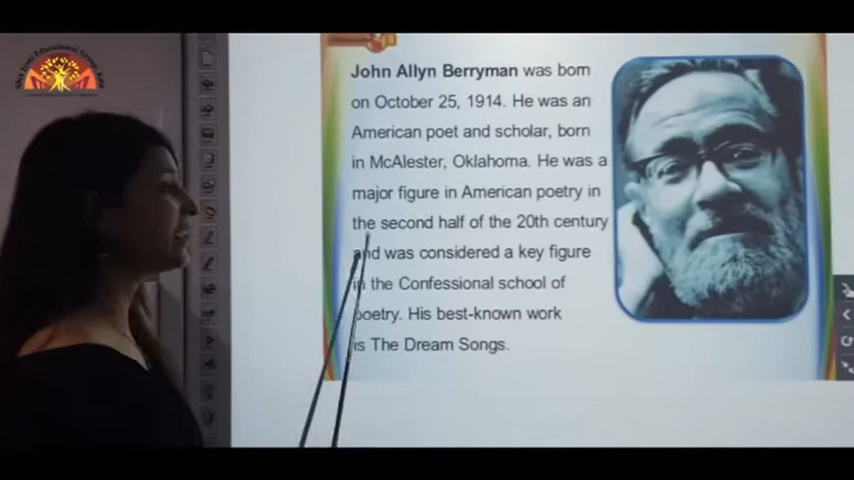 John Allyn Berryman was born
on October 25, 1914. He was an
American poet and scholar, born
in McAlester, Oklahoma. He was a
major figure in American poetry in
the second half of the 20th century
and was considered a key figure
in the Confessional school of
poetry. His best-known work
is The Dream Songs.